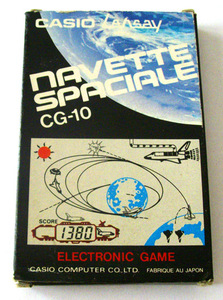 CASIO
NAVETTE
SPACIALE
CG-10
SCORE
1380
ELECTRONIC GAME
CASIO COMPUTER CO., LTD. FABRIQUE AU JAPON